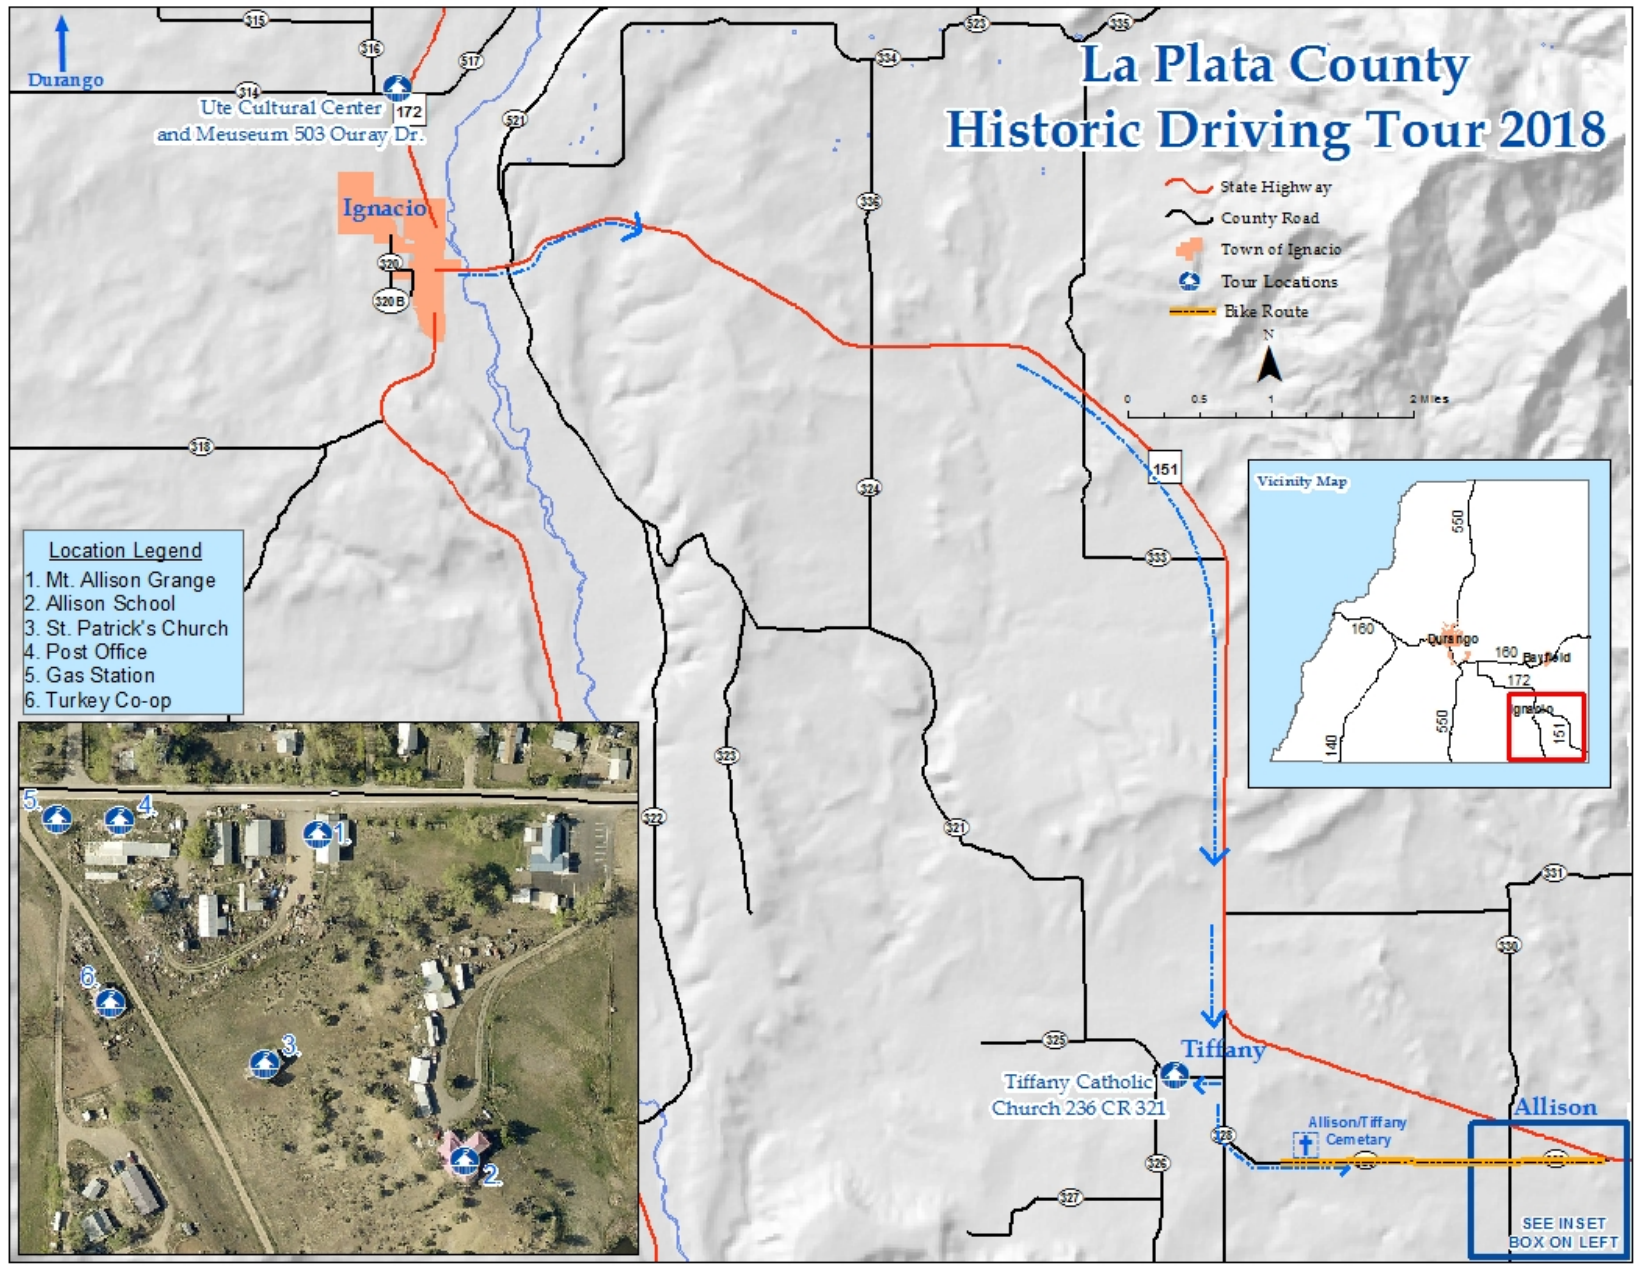 La Plata County
Historic Driving Tour 2018
State Highway
County Road
Town of Ignacio
Tour Locations
Bike Route
N
0 0.5 1 2 Miles
Durango
315
316
517
314
Ute Cultural Center
172
and Meuseum 503 Ouray Dr.
521
523
335
334
336
Ignacio
320
320B
318
324
151
333
Vicinity Map
550
160
Durango
160
Bayfield
172
Ignacio
550
151
140
Location Legend
1. Mt. Allison Grange
2. Allison School
3. St. Patrick's Church
4. Post Office
5. Gas Station
6. Turkey Co-op
5.
4.
1.
6.
3.
2.
323
322
321
331
330
325
Tiffany
Tiffany Catholic
Church 236 CR 321
328
Allison/Tiffany
Cemetary
Allison
326
327
SEE INSET
BOX ON LEFT